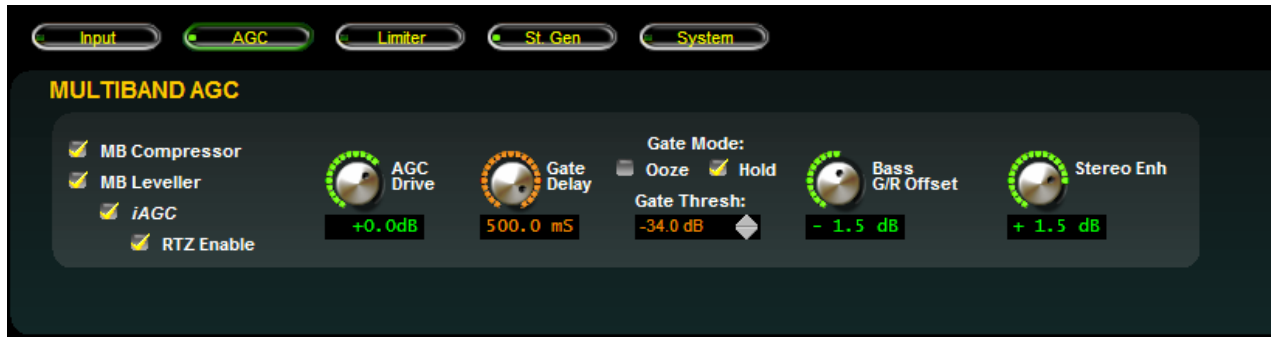 Input AGC Limiter St. Gen System
MULTIBAND AGC
MB Compressor
MB Leveller
iAGC
RTZ Enable
AGC
Drive
+0.0dB
Gate
Delay
500.0 mS
Gate Mode:
Ooze Hold
Gate Thresh:
-34.0 dB
Bass
G/R Offset
- 1.5 dB
Stereo Enh
+ 1.5 dB